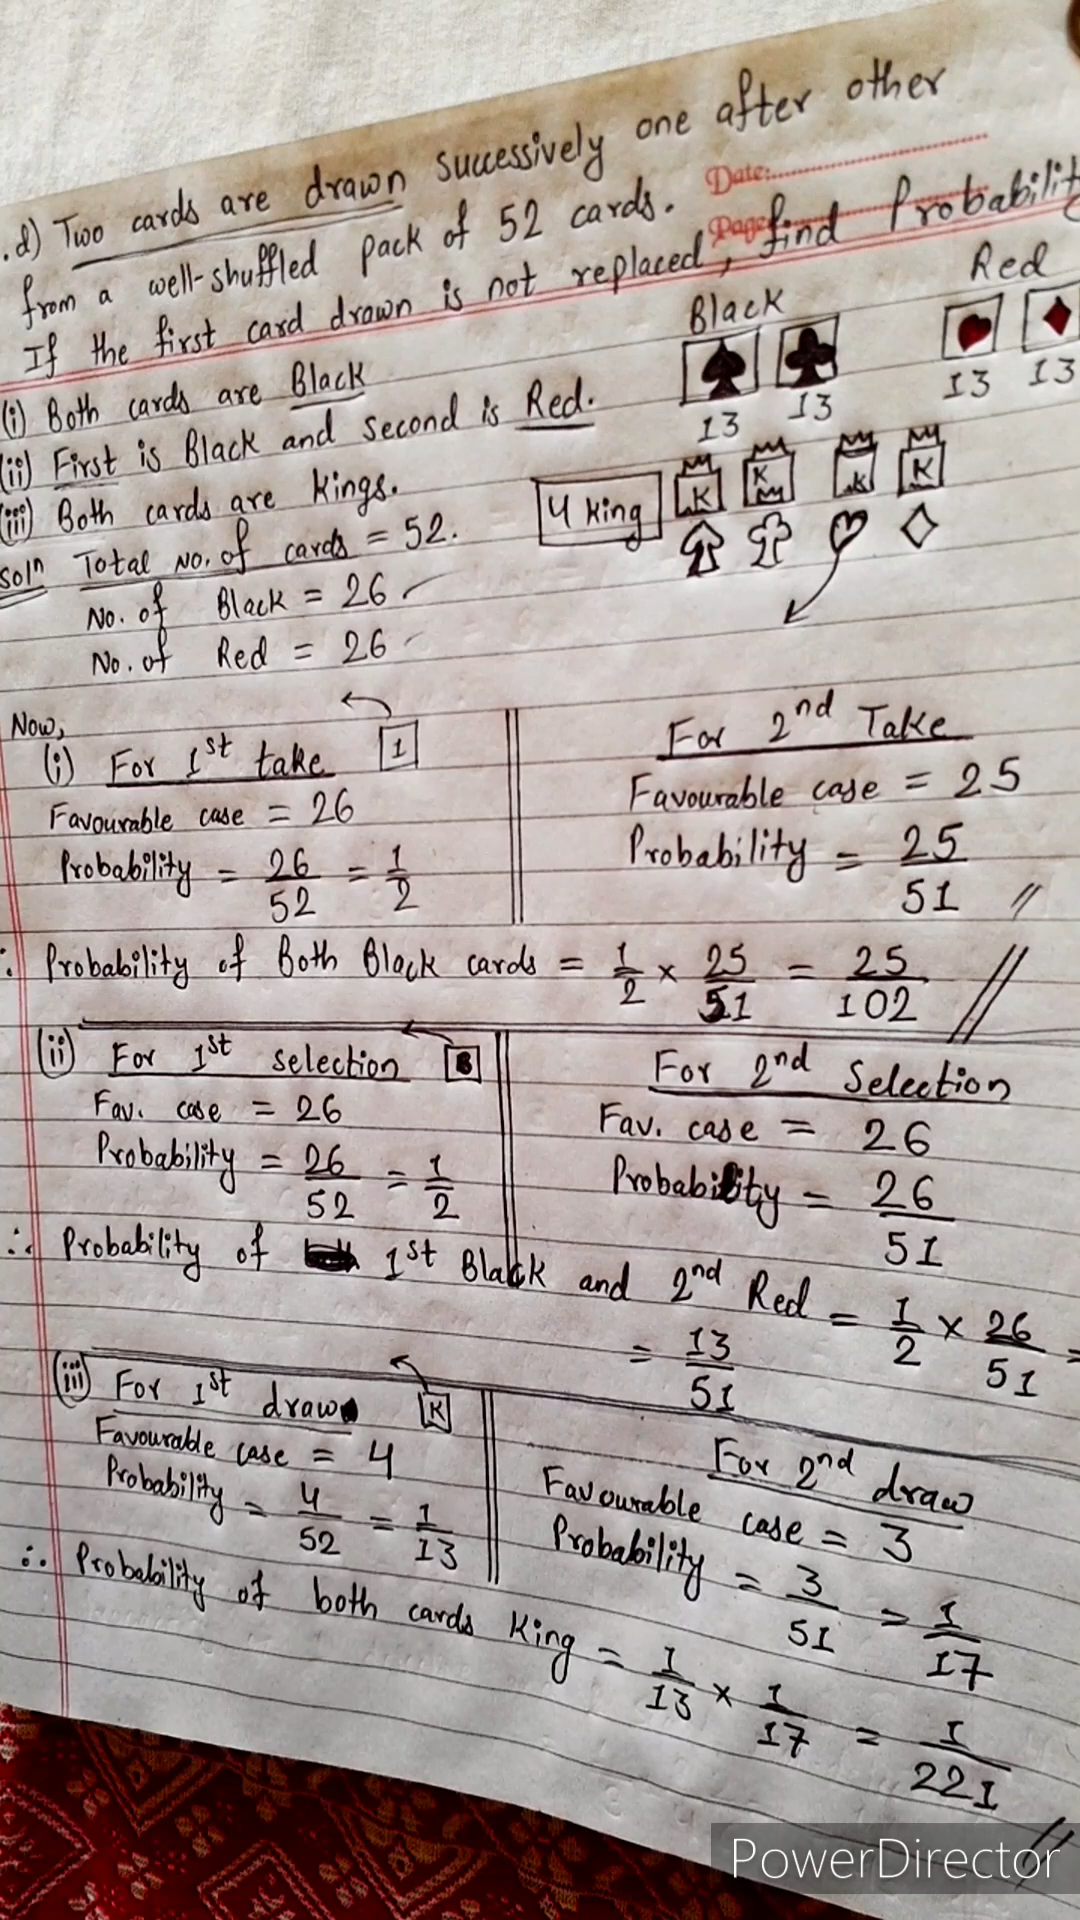 .d) Two cards are drawn successively one after other
Date:
from a well-shuffled pack of 52 cards.
Page
If the first card drawn is not replaced, find Probabilit
Black Red
13 13 13 13
(i) Both cards are Black
(ii) First is Black and second is Red.
(iii) Both cards are kings.
4 king K K K K
Soln Total No. of cards = 52.
No. of Black = 26
No. of Red = 26
Now,
(i) For 1st take 1
Favourable case = 26
Probability = 26/52 = 1/2
For 2nd Take
Favourable case = 25
Probability = 25/51 //
∴ Probability of Both Black cards = 1/2 × 25/51 = 25/102 //
(ii) For 1st selection B
Fav. case = 26
Probability = 26/52 = 1/2
For 2nd Selection
Fav. case = 26
Probability = 26/51
∴ Probability of 1st Black and 2nd Red = 1/2 × 26/51 =
= 13/51
(iii) For 1st draw K
Favourable case = 4
Probability = 4/52 = 1/13
For 2nd draw
Favourable case = 3
Probability = 3/51 = 1/17
∴ Probability of both cards King = 1/13 × 1/17 = 1/221 //
PowerDirector